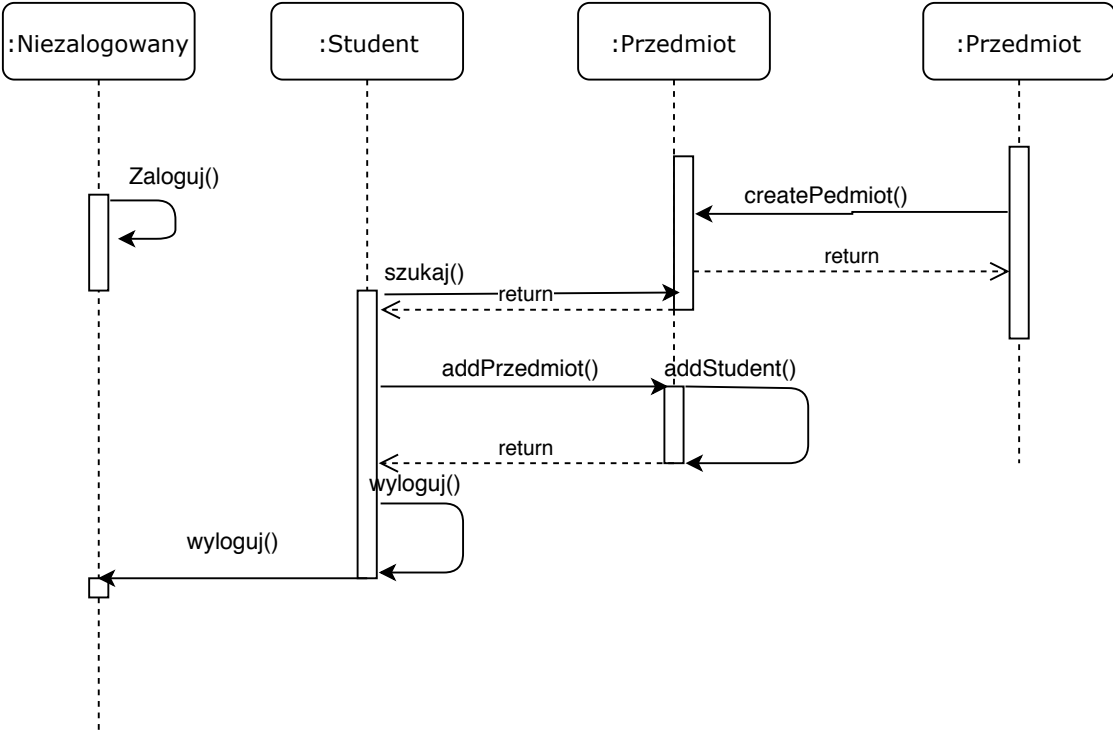 :Niezalogowany
:Student
:Przedmiot
:Przedmiot
Zaloguj()
createPedmiot()
return
szukaj()
return
addPrzedmiot()
addStudent()
return
wyloguj()
wyloguj()